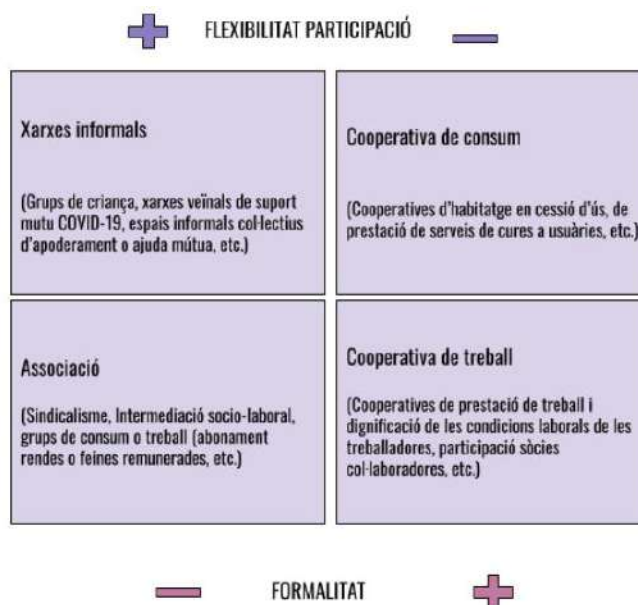 FLEXIBILITAT PARTICIPACIÓ
Xarxes informals
(Grups de criança, xarxes veïnals de suport
mutu COVID-19, espais informals col·lectius
d'apoderament o ajuda mútua, etc.)
Cooperativa de consum
(Cooperatives d'habitatge en cessió d'ús, de
prestació de serveis de cures a usuàries, etc.)
Associació
(Sindicalisme, Intermediació socio-laboral,
grups de consum o treball (abonament
rendes o feines remunerades, etc.)
Cooperativa de treball
(Cooperatives de prestació de treball i
dignificació de les condicions laborals de les
treballadores, participació sòcies
col·laboradores, etc.)
FORMALITAT